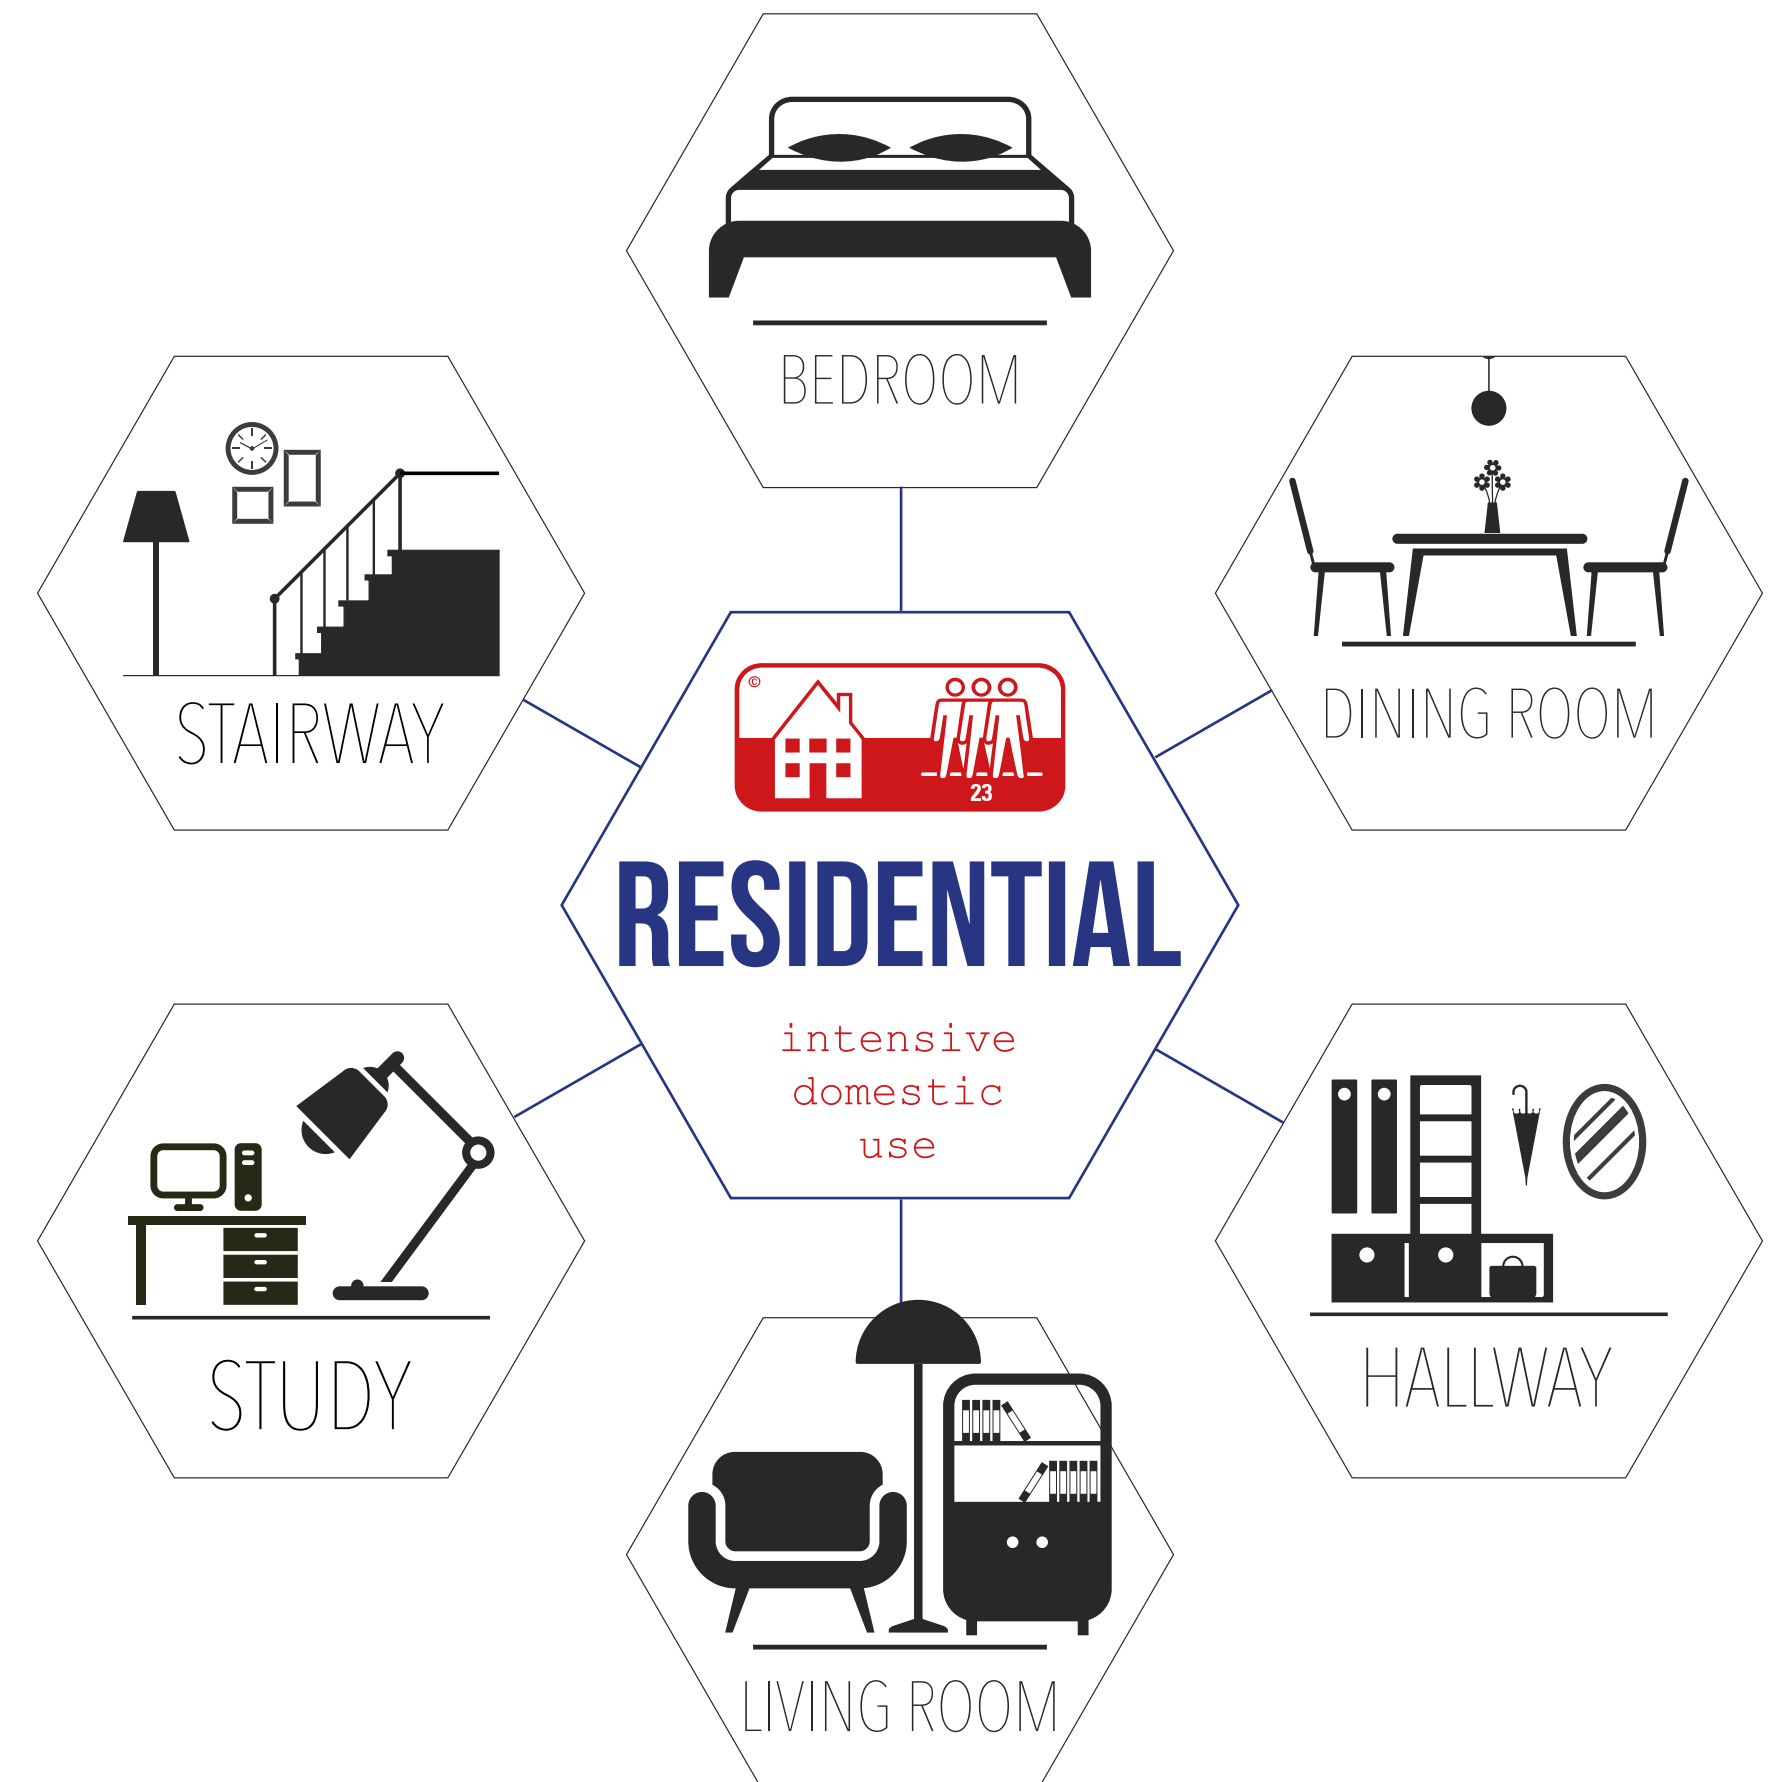 BEDROOM
STAIRWAY
DINING ROOM
©
23
RESIDENTIAL
intensive
domestic
use
STUDY
HALLWAY
LIVING ROOM